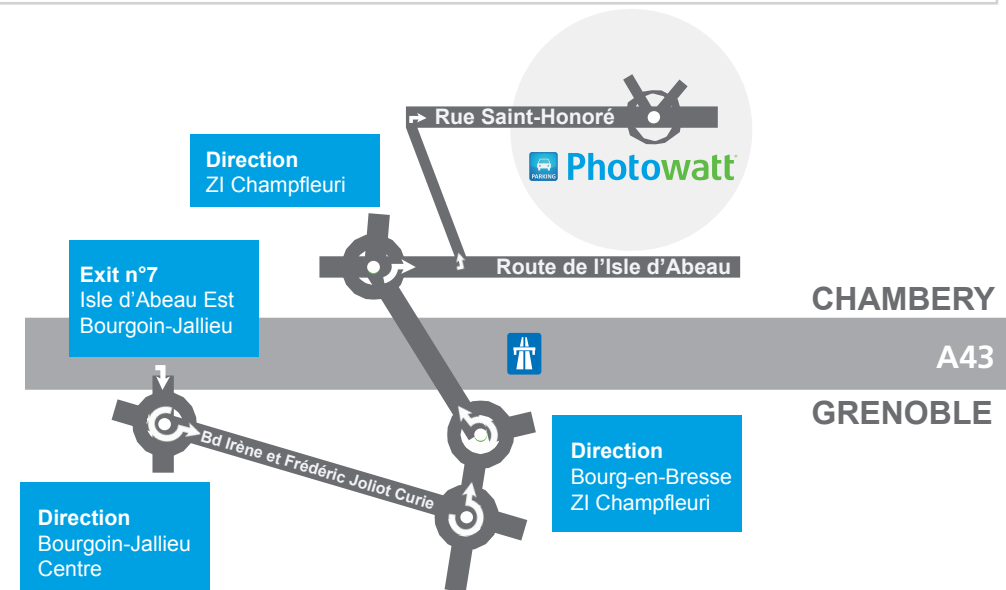 Rue Saint-Honoré
Direction
ZI Champfleuri
PARKING
Photowatt
Exit n°7
Isle d’Abeau Est
Bourgoin-Jallieu
Route de l’Isle d’Abeau
CHAMBERY
A43
GRENOBLE
Bd Irène et Frédéric Joliot Curie
Direction
Bourg-en-Bresse
ZI Champfleuri
Direction
Bourgoin-Jallieu
Centre